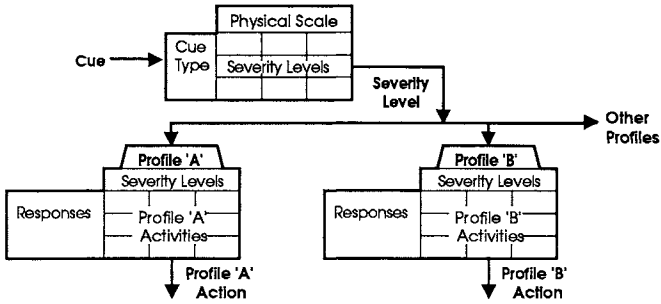 Physical Scale
Cue
Cue
Type
Severity Levels
Severity
Level
Other
Profiles
Profile 'A'
Severity Levels
Responses
Profile 'A'
Activities
Profile 'A'
Action
Profile 'B'
Severity Levels
Responses
Profile 'B'
Activities
Profile 'B'
Action